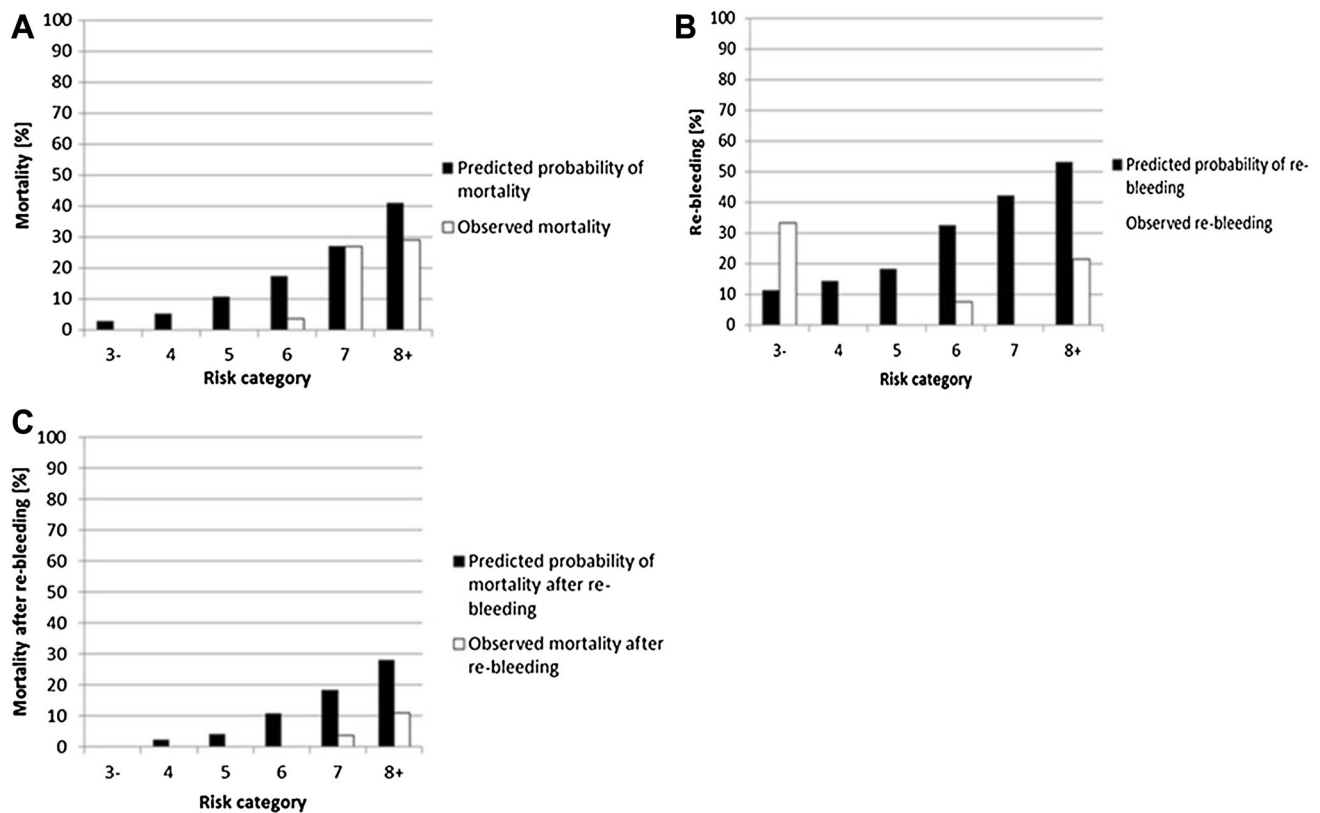 A
100
90
80
70
60
50
40
30
20
10
0
Mortality [%]
3- 4 5 6 7 8+
Risk category
Predicted probability of
mortality
Observed mortality
B
100
90
80
70
60
50
40
30
20
10
0
Re-bleeding [%]
3- 4 5 6 7 8+
Risk category
Predicted probability of re-
bleeding
Observed re-bleeding
C
100
90
80
70
60
50
40
30
20
10
0
Mortality after re-bleeding [%]
3- 4 5 6 7 8+
Risk category
Predicted probability of
mortality after re-
bleeding
Observed mortality after
re-bleeding